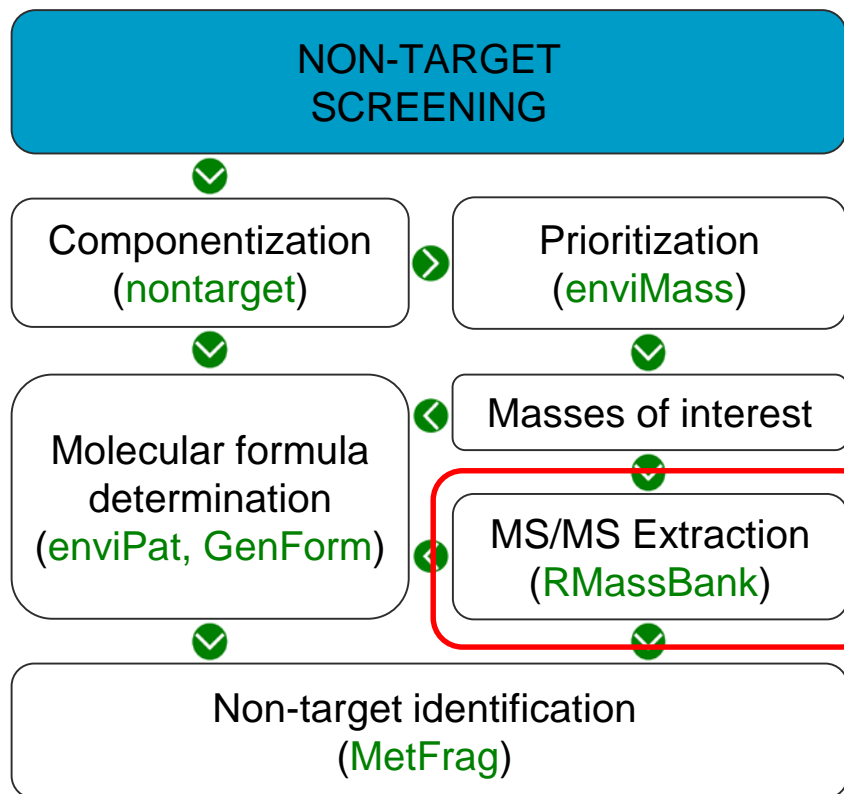 NON-TARGET
SCREENING
Componentization
(nontarget)
Prioritization
(enviMass)
Masses of interest
Molecular formula
determination
(enviPat, GenForm)
MS/MS Extraction
(RMassBank)
Non-target identification
(MetFrag)